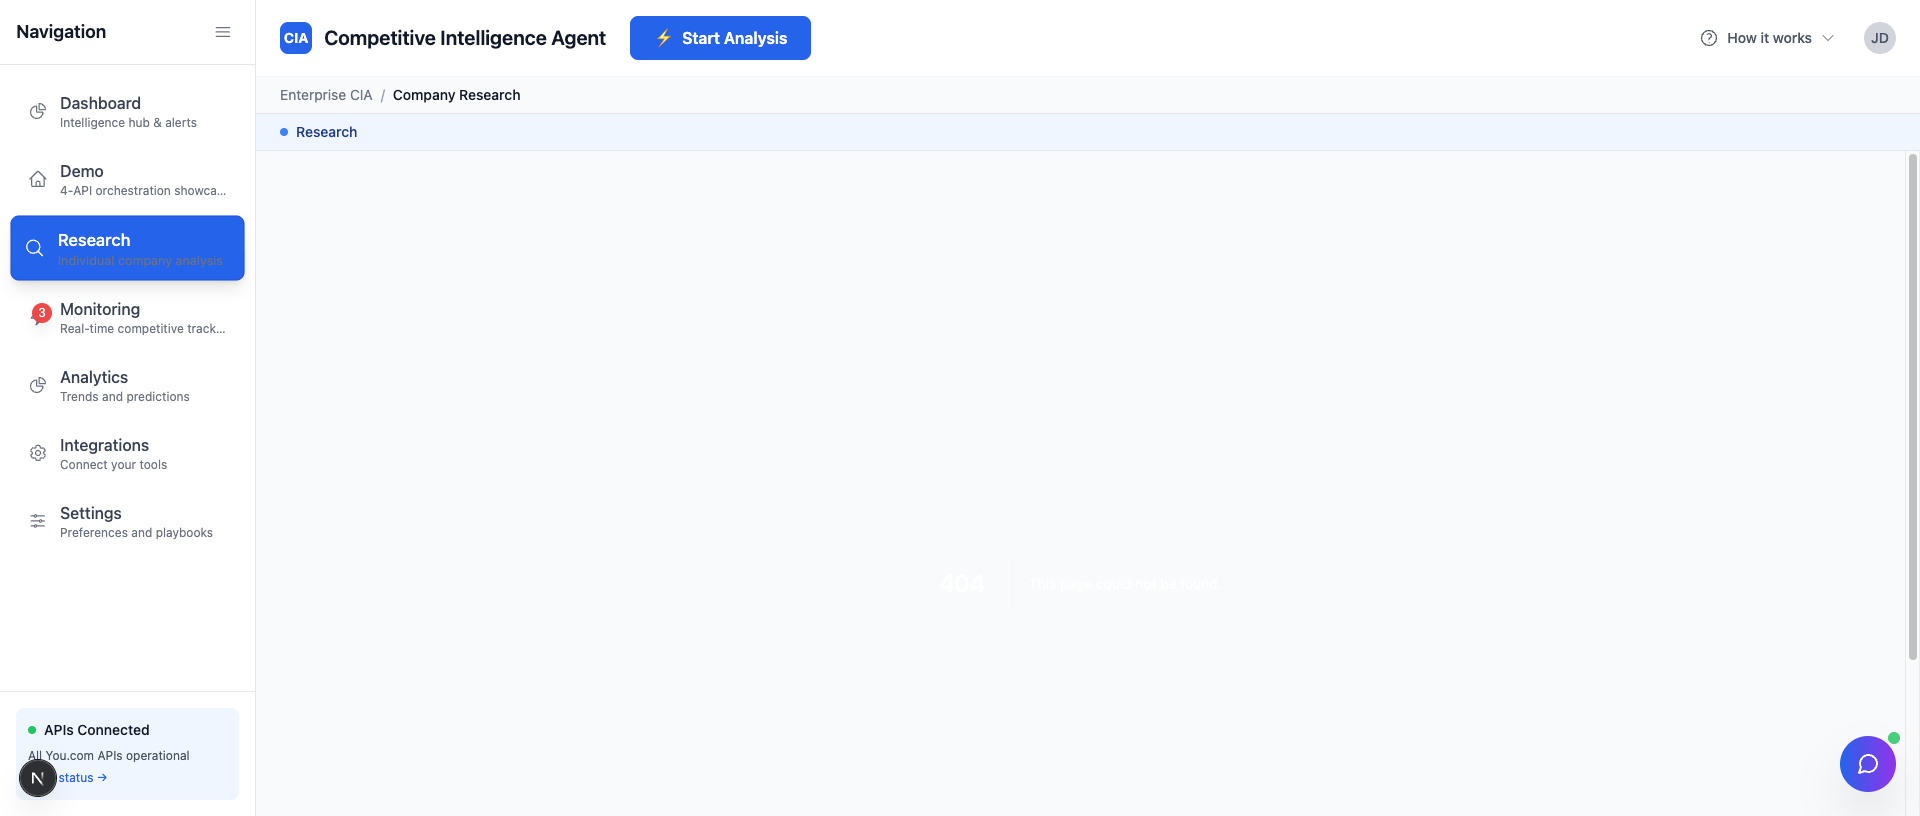 Navigation
CIA
Competitive Intelligence Agent
⚡ Start Analysis
How it works
JD
Enterprise CIA / Company Research
Research
Dashboard
Intelligence hub & alerts
Demo
4-API orchestration showca...
Research
Individual company analysis
3
Monitoring
Real-time competitive track...
Analytics
Trends and predictions
Integrations
Connect your tools
Settings
Preferences and playbooks
404
This page could not be found.
APIs Connected
All You.com APIs operational
N
status →